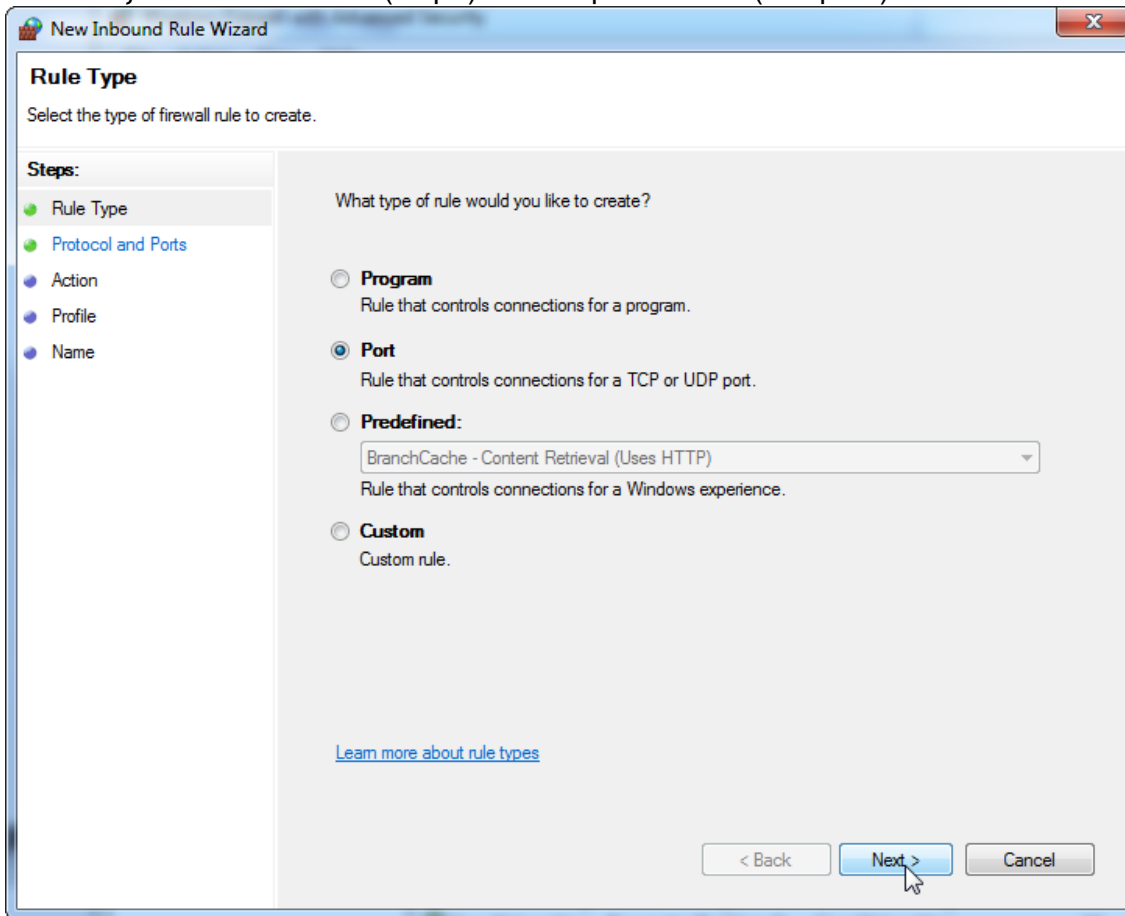 New Inbound Rule Wizard
Rule Type
Select the type of firewall rule to create.
Steps:
Rule Type
Protocol and Ports
Action
Profile
Name
What type of rule would you like to create?
Program
Rule that controls connections for a program.
Port
Rule that controls connections for a TCP or UDP port.
Predefined:
BranchCache - Content Retrieval (Uses HTTP)
Rule that controls connections for a Windows experience.
Custom
Custom rule.
Learn more about rule types
< Back
Next >
Cancel